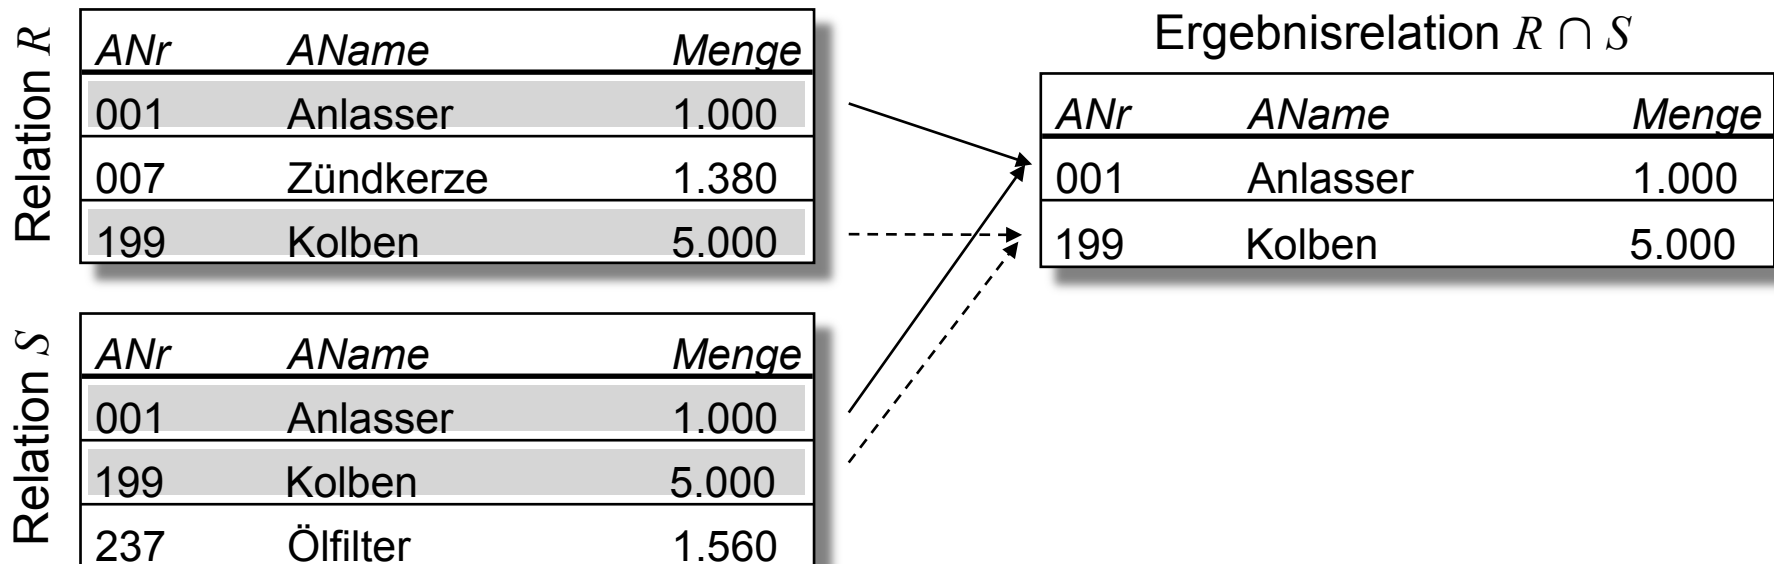 Relation R
ANr AName Menge
001 Anlasser 1.000
007 Zündkerze 1.380
199 Kolben 5.000
Relation S
ANr AName Menge
001 Anlasser 1.000
199 Kolben 5.000
237 Ölfilter 1.560
Ergebnisrelation R ∩ S
ANr AName Menge
001 Anlasser 1.000
199 Kolben 5.000